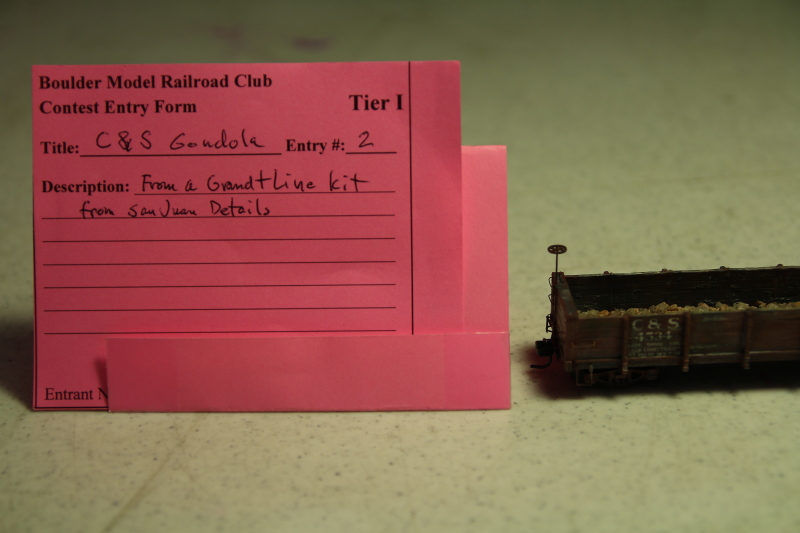 Boulder Model Railroad Club
Contest Entry Form
Tier I
Title: C & S Gondola Entry #: 2
Description: From a Grandt Line kit
from San Juan Details
Entrant N
C & S
4534